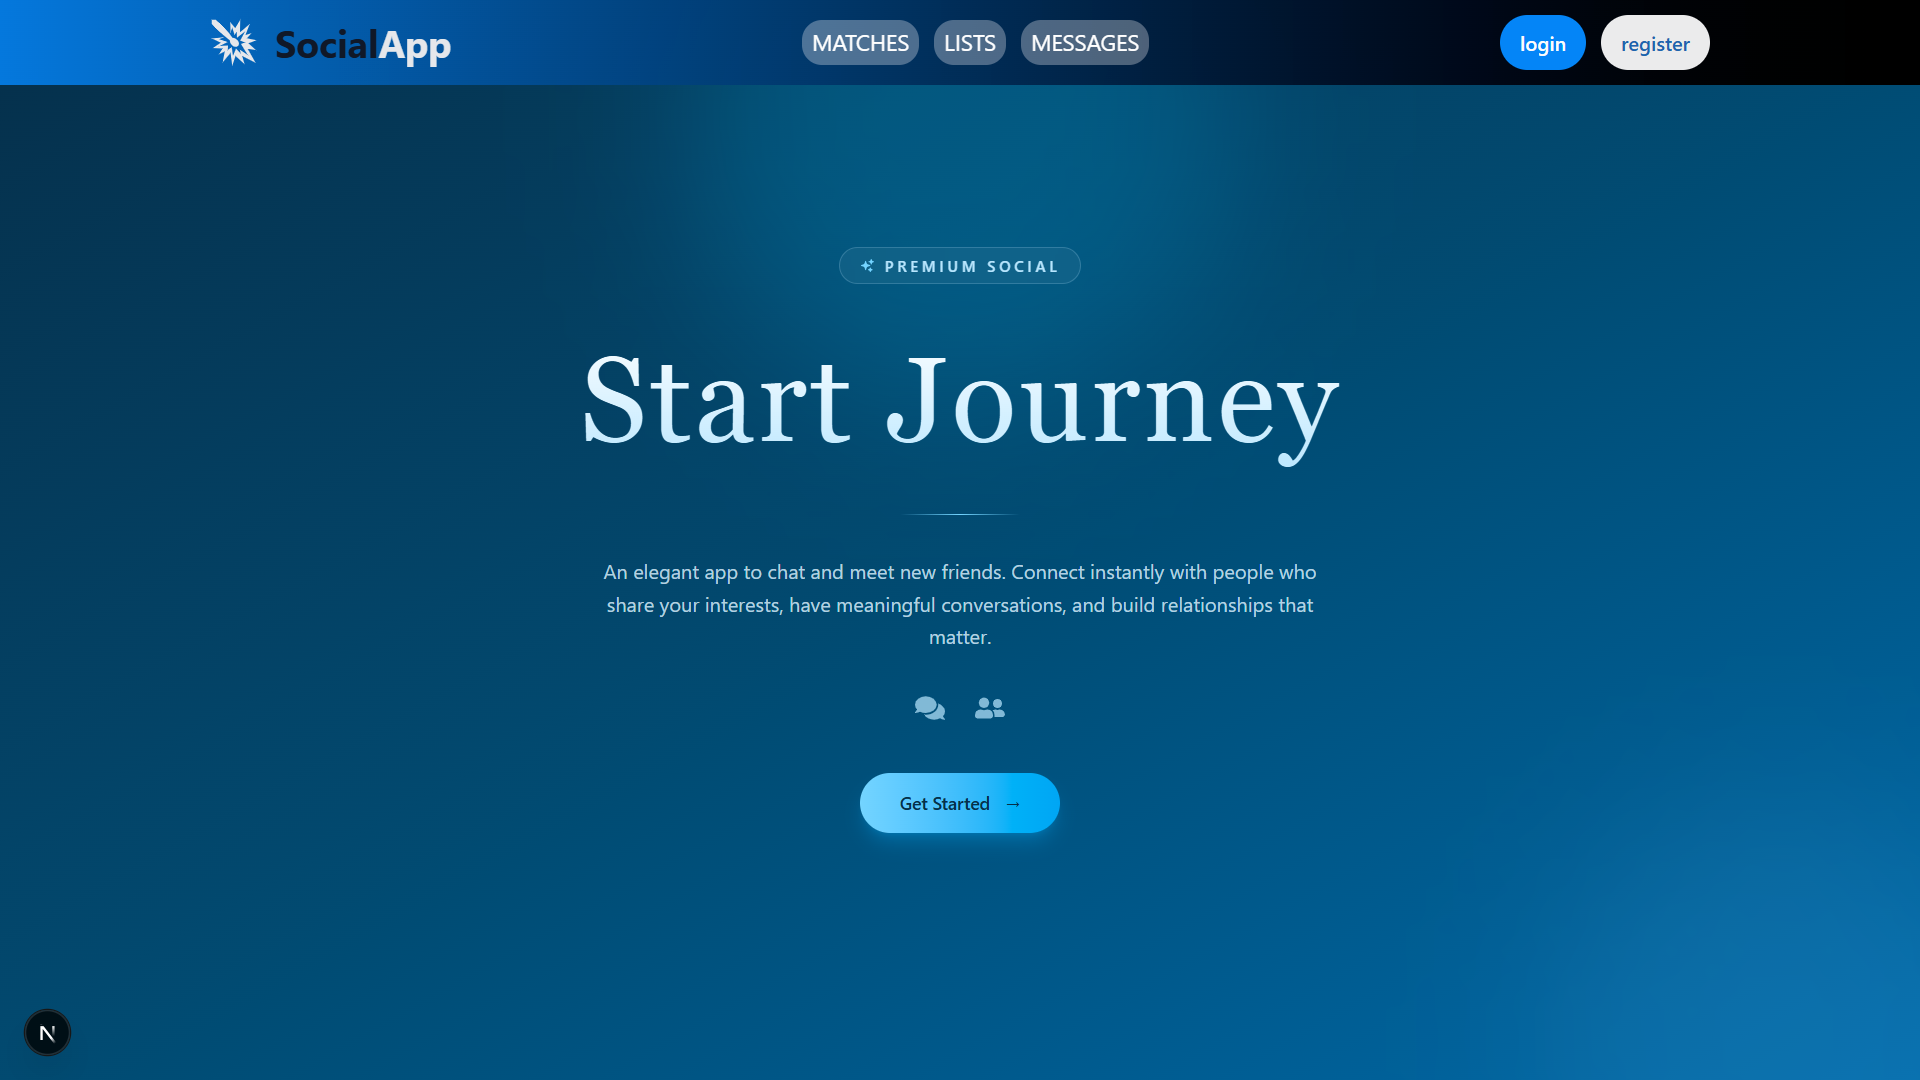 SocialApp
MATCHES
LISTS
MESSAGES
login
register
PREMIUM SOCIAL
Start Journey
An elegant app to chat and meet new friends. Connect instantly with people who
share your interests, have meaningful conversations, and build relationships that
matter.
Get Started →
N